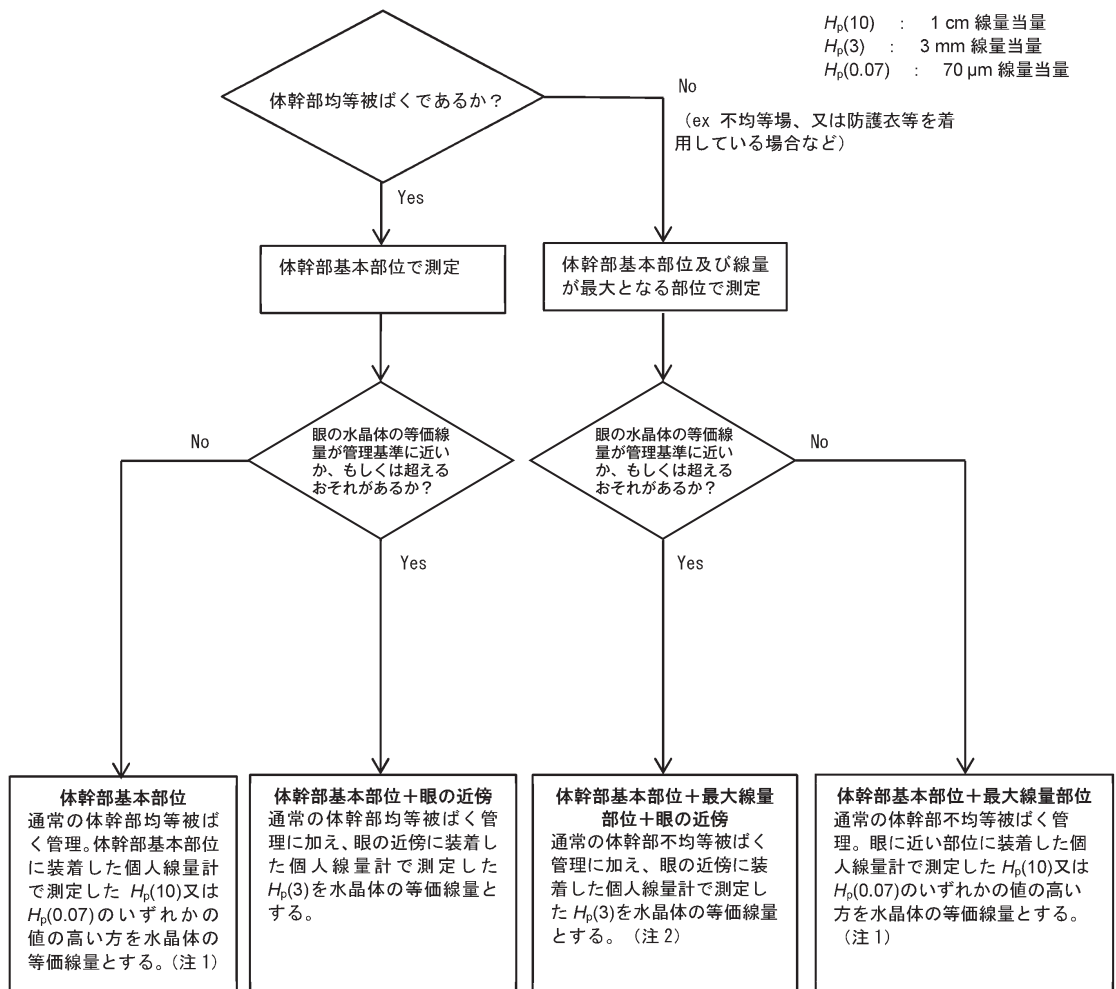 Hp(10) : 1 cm 線量当量
Hp(3) : 3 mm 線量当量
Hp(0.07) : 70 µm 線量当量
体幹部均等被ばくであるか？
No
（ex 不均等場、又は防護衣等を着
用している場合など）
Yes
体幹部基本部位で測定
体幹部基本部位及び線量
が最大となる部位で測定
眼の水晶体の等価線
量が管理基準に近い
か、もしくは超える
おそれがあるか？
No
Yes
眼の水晶体の等価線
量が管理基準に近い
か、もしくは超える
おそれがあるか？
No
Yes
体幹部基本部位
通常の体幹部均等被ば
く管理。体幹部基本部位
に装着した個人線量計
で測定した Hp(10)又は
Hp(0.07)のいずれかの
値の高い方を水晶体の
等価線量とする。（注 1）
体幹部基本部位＋眼の近傍
通常の体幹部均等被ばく管
理に加え、眼の近傍に装着し
た個人線量計で測定した
Hp(3)を水晶体の等価線量と
する。
体幹部基本部位＋最大線量
部位＋眼の近傍
通常の体幹部不均等被ばく
管理に加え、眼の近傍に装
着した個人線量計で測定し
た Hp(3)を水晶体の等価線量
とする。（注 2）
体幹部基本部位＋最大線量部位
通常の体幹部不均等被ばく管
理。眼に近い部位に装着した個
人線量計で測定した Hp(10)又は
Hp(0.07)のいずれかの値の高い
方を水晶体の等価線量とする。
（注 1）